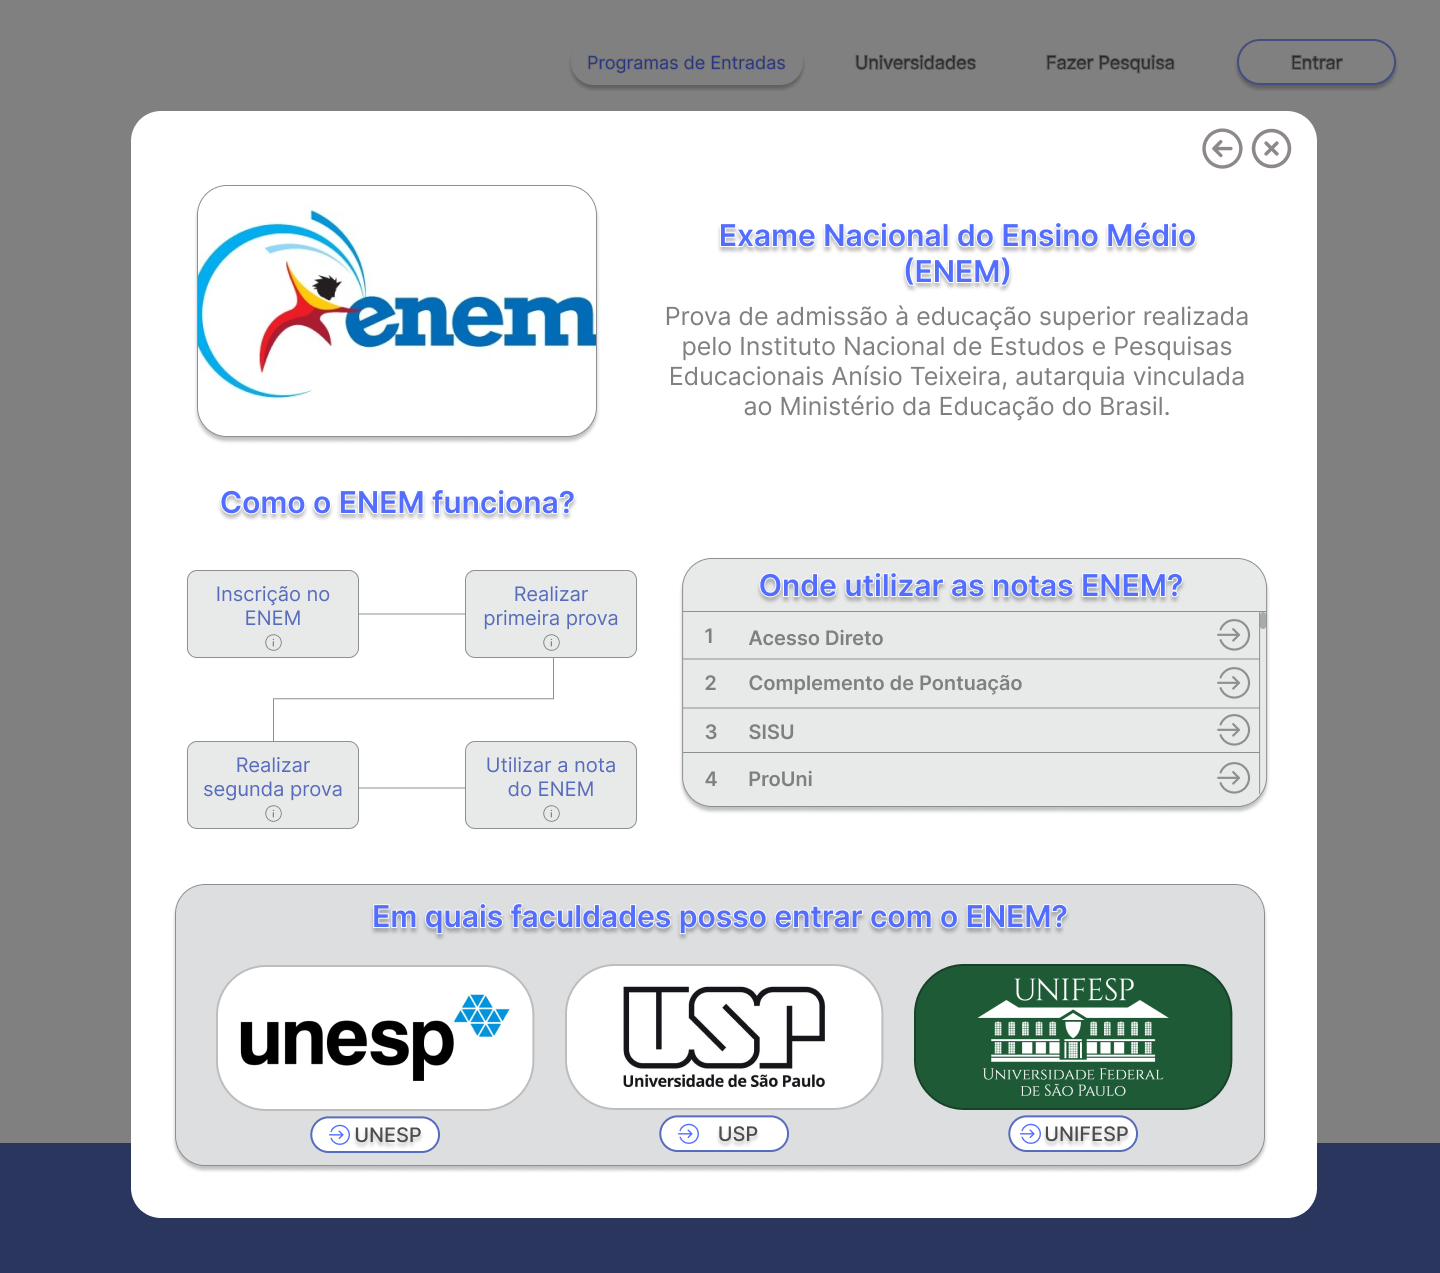 Programas de Entradas
Universidades
Fazer Pesquisa
Entrar
enem
Exame Nacional do Ensino Médio
(ENEM)
Prova de admissão à educação superior realizada
pelo Instituto Nacional de Estudos e Pesquisas
Educacionais Anísio Teixeira, autarquia vinculada
ao Ministério da Educação do Brasil.
Como o ENEM funciona?
Inscrição no
ENEM
Realizar
primeira prova
Realizar
segunda prova
Utilizar a nota
do ENEM
Onde utilizar as notas ENEM?
1 Acesso Direto
2 Complemento de Pontuação
3 SISU
4 ProUni
Em quais faculdades posso entrar com o ENEM?
unesp
USP
Universidade de São Paulo
UNIFESP
UNIVERSIDADE FEDERAL
DE SÃO PAULO
UNESP
USP
UNIFESP